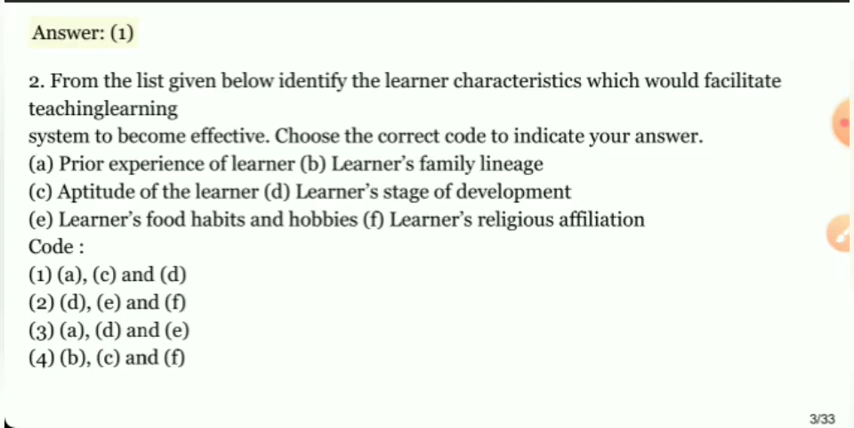 Answer: (1)
2. From the list given below identify the learner characteristics which would facilitate
teachinglearning
system to become effective. Choose the correct code to indicate your answer.
(a) Prior experience of learner (b) Learner's family lineage
(c) Aptitude of the learner (d) Learner's stage of development
(e) Learner's food habits and hobbies (f) Learner's religious affiliation
Code :
(1) (a), (c) and (d)
(2) (d), (e) and (f)
(3) (a), (d) and (e)
(4) (b), (c) and (f)
3/33